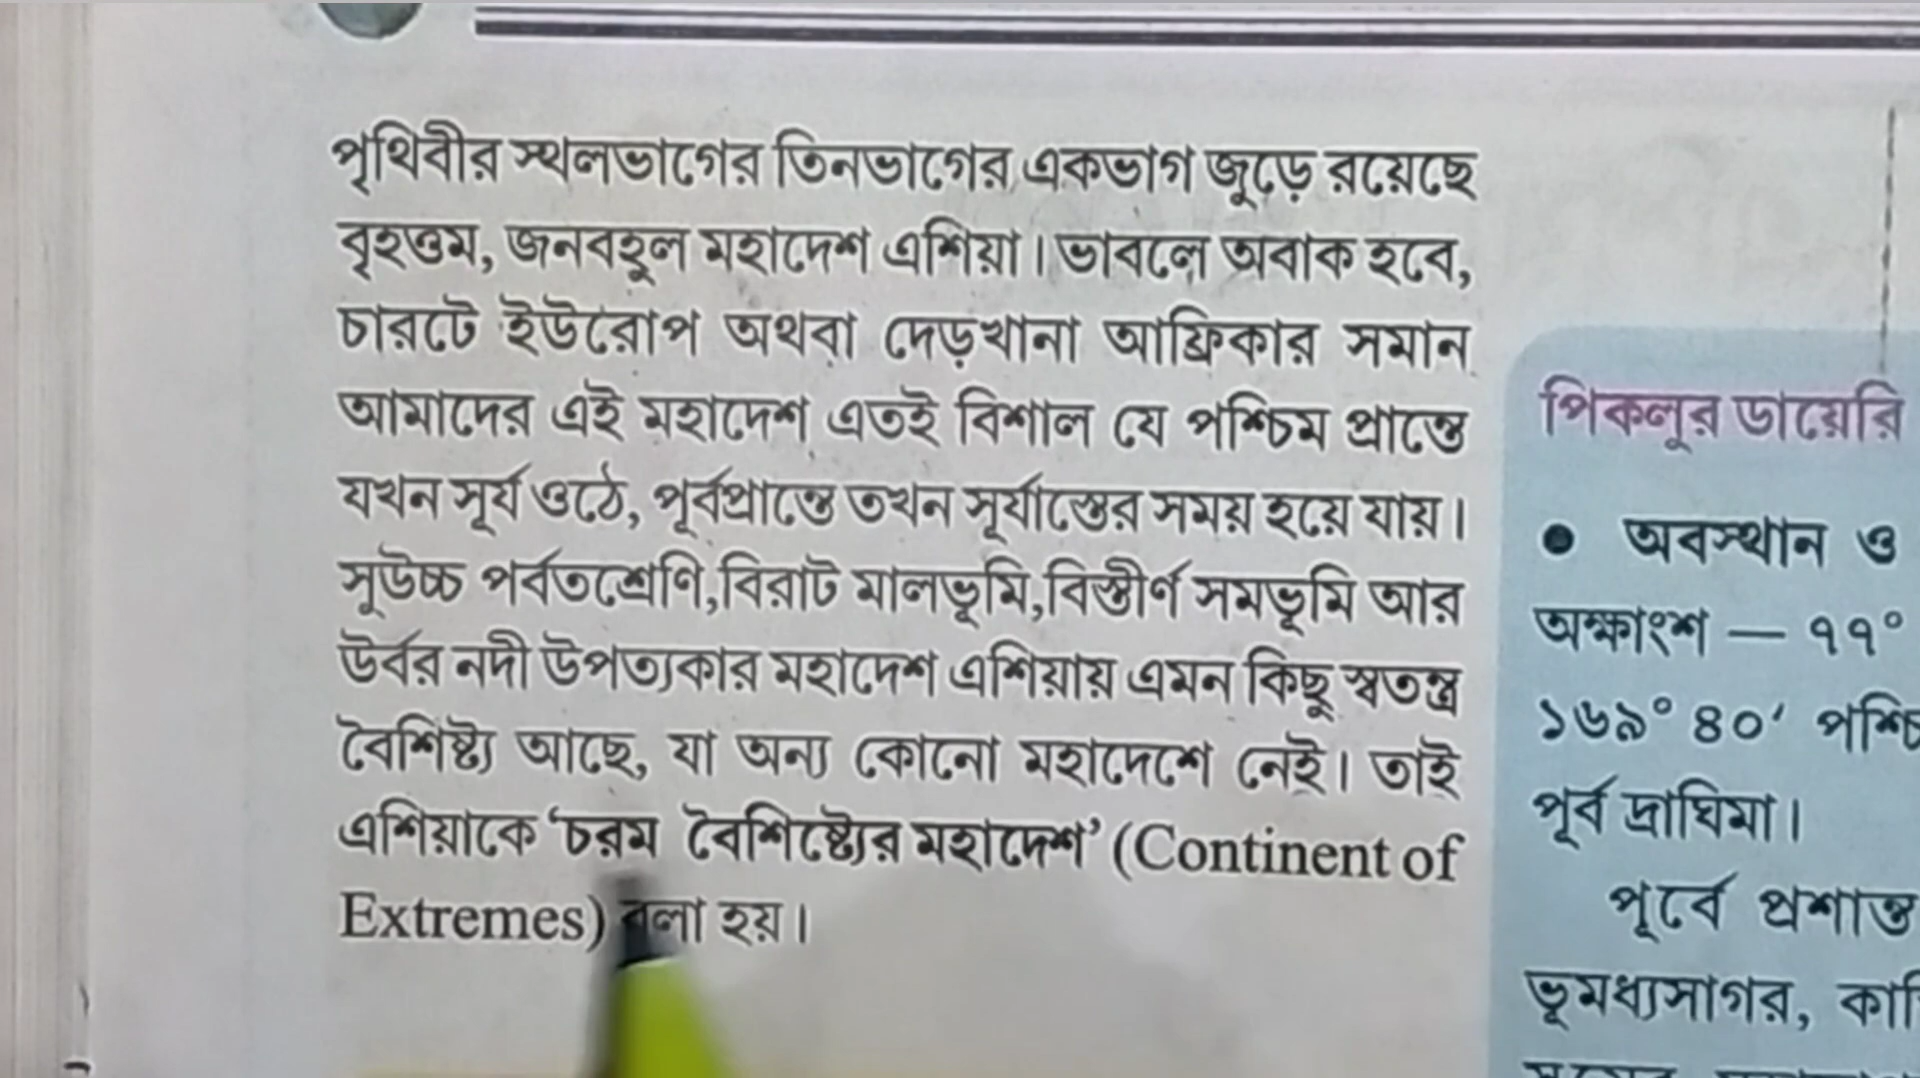 পৃথিবীর স্থলভাগের তিনভাগের একভাগ জুড়ে রয়েছে
বৃহত্তম, জনবহুল মহাদেশ এশিয়া। ভাবলে অবাক হবে,
চারটে ইউরোপ অথবা দেড়খানা আফ্রিকার সমান
আমাদের এই মহাদেশ এতই বিশাল যে পশ্চিম প্রান্তে
যখন সূর্য ওঠে, পূর্বপ্রান্তে তখন সূর্যাস্তের সময় হয়ে যায়।
সুউচ্চ পর্বতশ্রেণি,বিরাট মালভূমি,বিস্তীর্ণ সমভূমি আর
উর্বর নদী উপত্যকার মহাদেশ এশিয়ায় এমন কিছু স্বতন্ত্র
বৈশিষ্ট্য আছে, যা অন্য কোনো মহাদেশে নেই। তাই
এশিয়াকে ‘চরম বৈশিষ্ট্যের মহাদেশ’ (Continent of
Extremes) বলা হয়।
পিকলুর ডায়েরি
● অবস্থান ও
অক্ষাংশ — ৭৭°
১৬৯° ৪০′
পূর্ব দ্রাঘিমা।
পূর্বে প্রশান্ত
ভূমধ্যসাগর,